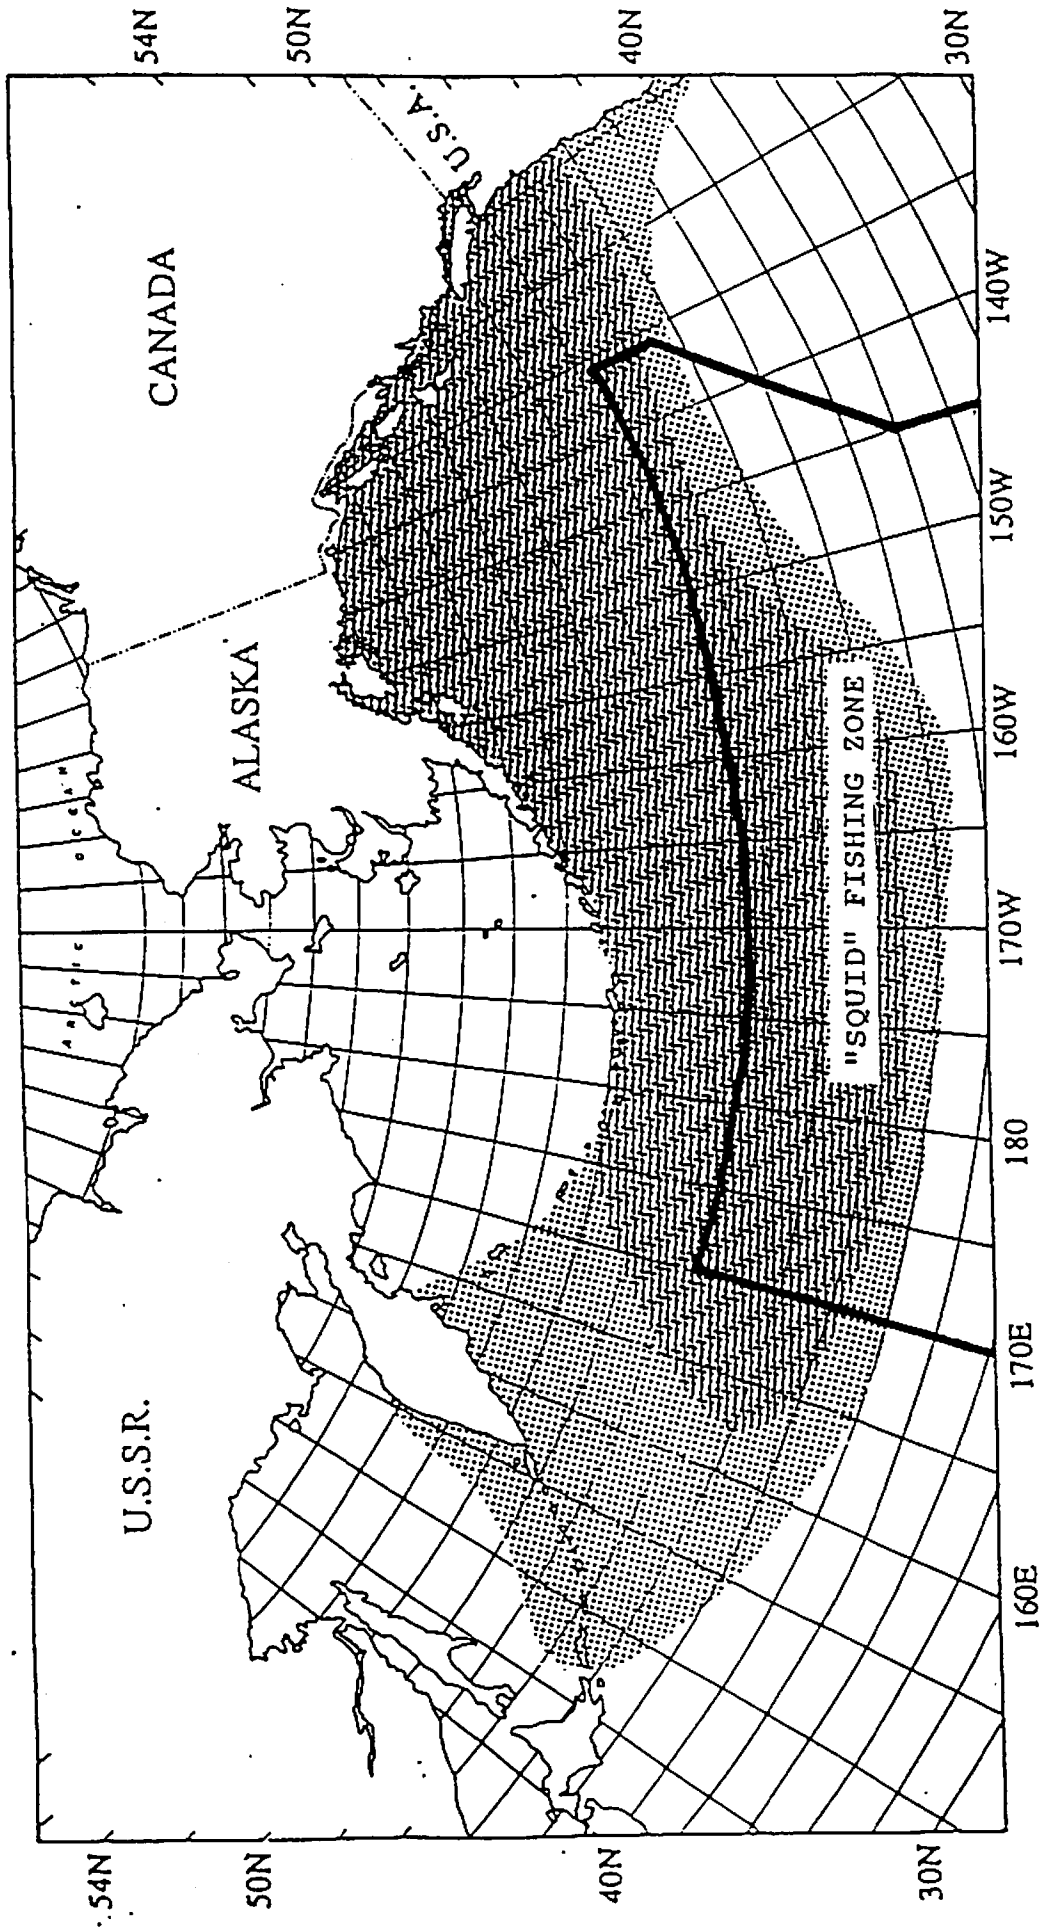 54N
50N
40N
30N
CANADA
U.S.A.
ALASKA
U.S.S.R.
OCEAN
"SQUID" FISHING ZONE
54N
50N
40N
30N
160E
170E
180
170W
160W
150W
140W